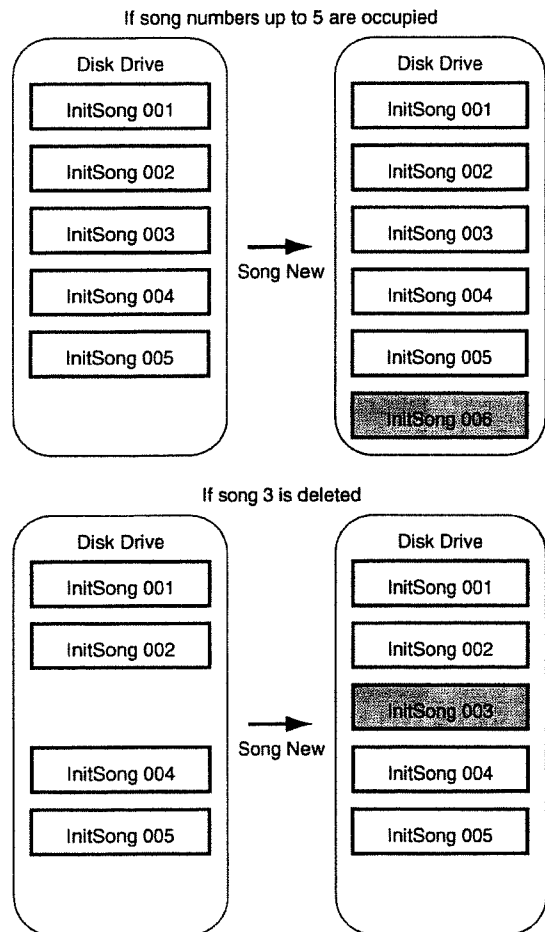 If song numbers up to 5 are occupied
Disk Drive
InitSong 001
InitSong 002
InitSong 003
InitSong 004
InitSong 005
Song New
Disk Drive
InitSong 001
InitSong 002
InitSong 003
InitSong 004
InitSong 005
InitSong 006
If song 3 is deleted
Disk Drive
InitSong 001
InitSong 002
InitSong 004
InitSong 005
Song New
Disk Drive
InitSong 001
InitSong 002
InitSong 003
InitSong 004
InitSong 005